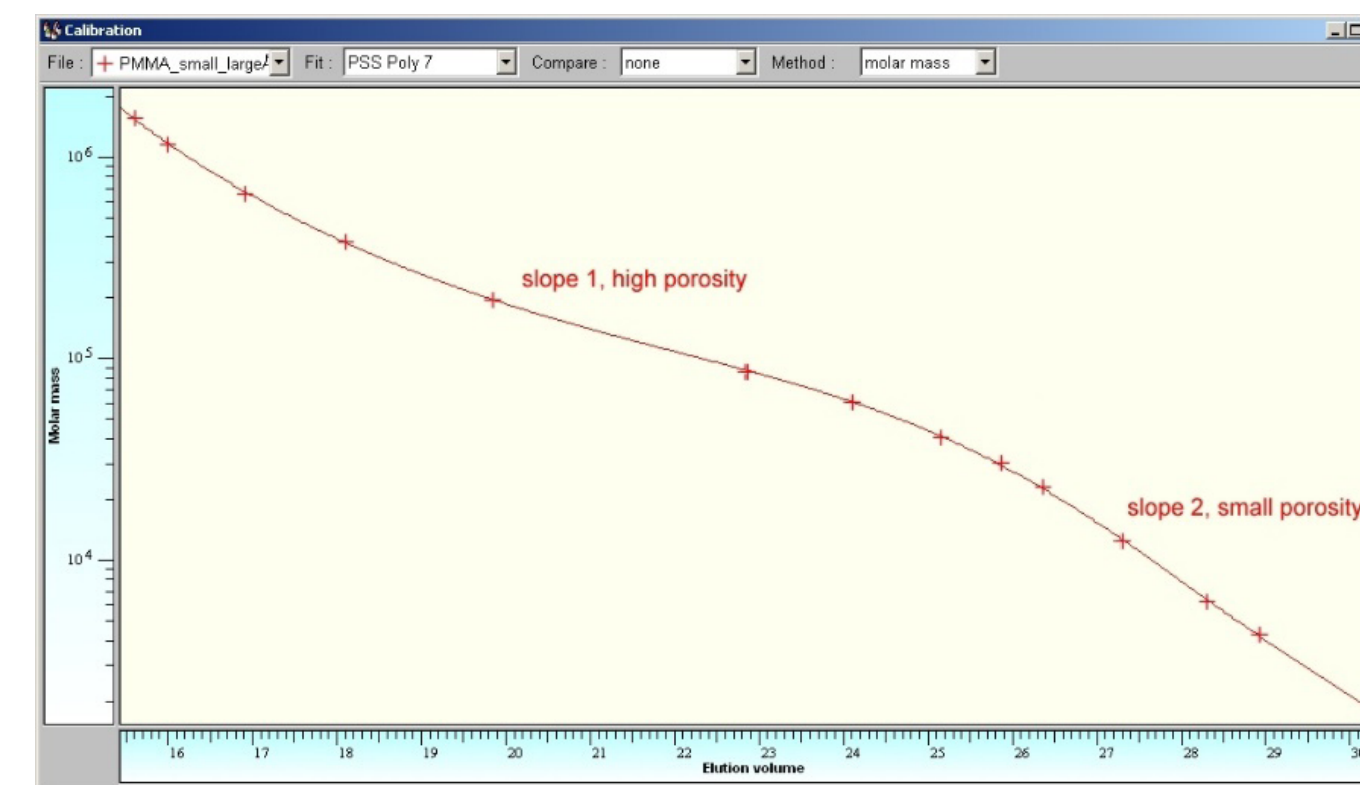 Calibration
File : PMMA_small_large Fit : PSS Poly 7 Compare : none Method : molar mass
10^6
slope 1, high porosity
10^5
Molar mass
slope 2, small porosity
10^4
16 17 18 19 20 21 22 23 24 25 26 27 28 29
Elution volume